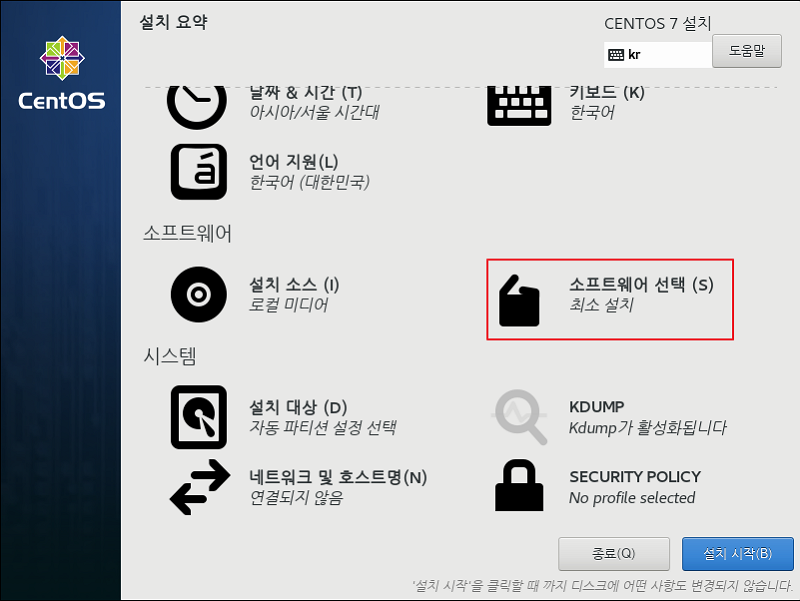 설치 요약
CENTOS 7 설치
kr
도움말
CentOS
날짜 & 시간 (T)
아시아/서울 시간대
키보드 (K)
한국어
á
언어 지원(L)
한국어 (대한민국)
소프트웨어
설치 소스 (I)
로컬 미디어
소프트웨어 선택 (S)
최소 설치
시스템
설치 대상 (D)
자동 파티션 설정 선택
KDUMP
Kdump가 활성화됩니다
네트워크 및 호스트명(N)
연결되지 않음
SECURITY POLICY
No profile selected
종료(Q)
설치 시작(B)
'설치 시작'을 클릭할 때 까지 디스크에 어떤 사항도 변경되지 않습니다.